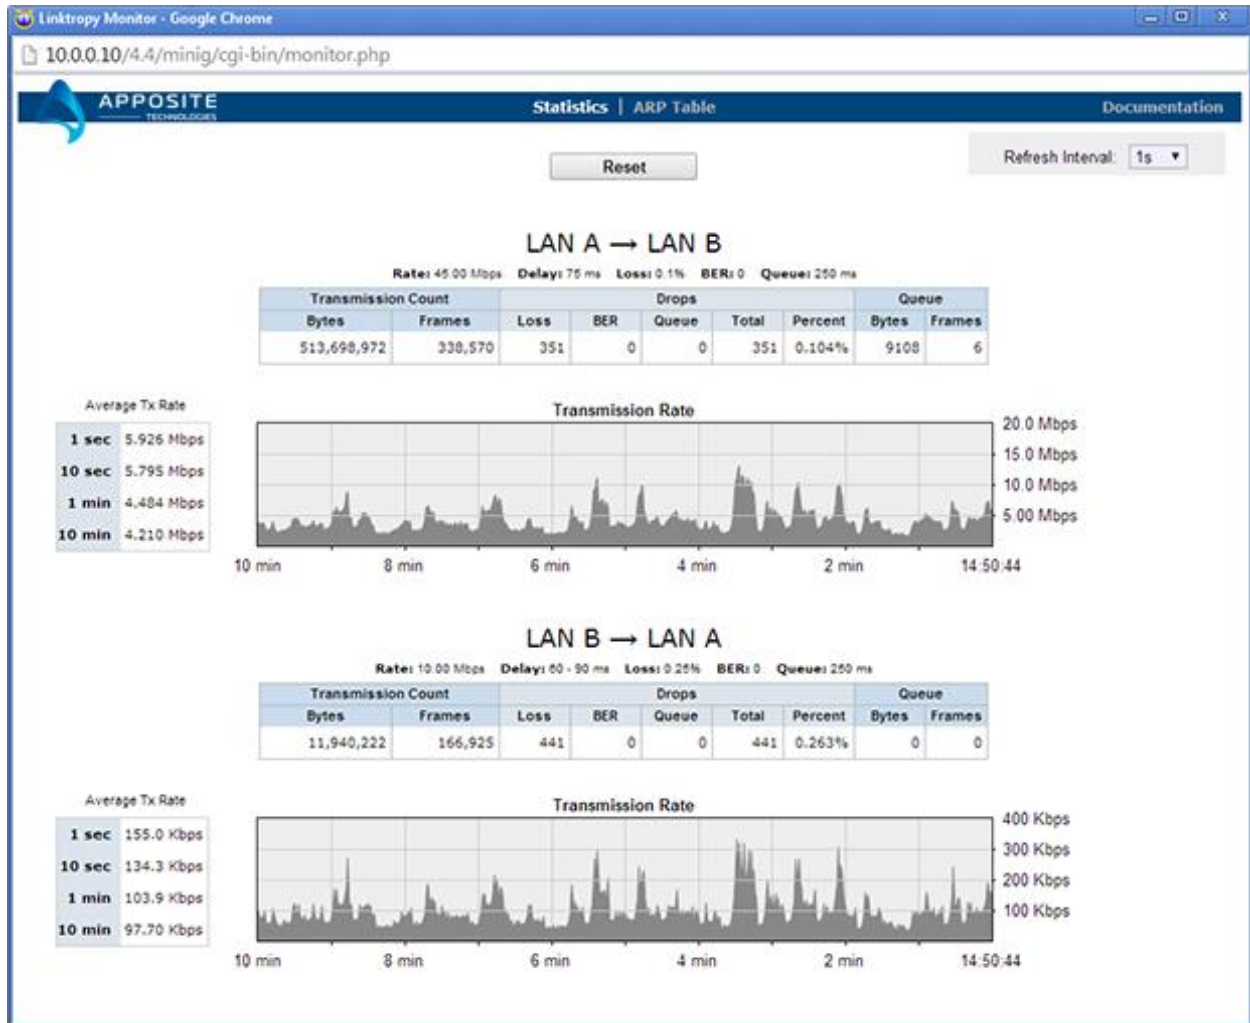 Linktropy Monitor - Google Chrome
10.0.0.10/4.4/minig/cgi-bin/monitor.php
APPOSITE
TECHNOLOGIES
Statistics | ARP Table
Documentation
Reset
Refresh Interval: 1s
LAN A → LAN B
Rate: 45.00 Mbps Delay: 75 ms Loss: 0.1% BER: 0 Queue: 250 ms
Transmission Count Drops Queue
Bytes Frames Loss BER Queue Total Percent Bytes Frames
513,698,972 338,570 351 0 0 351 0.104% 9108 6
Average Tx Rate
1 sec 5.926 Mbps
10 sec 5.795 Mbps
1 min 4.484 Mbps
10 min 4.210 Mbps
Transmission Rate
20.0 Mbps
15.0 Mbps
10.0 Mbps
5.00 Mbps
10 min 8 min 6 min 4 min 2 min 14:50:44
LAN B → LAN A
Rate: 10.00 Mbps Delay: 60 - 90 ms Loss: 0.25% BER: 0 Queue: 250 ms
Transmission Count Drops Queue
Bytes Frames Loss BER Queue Total Percent Bytes Frames
11,940,222 166,925 441 0 0 441 0.263% 0 0
Average Tx Rate
1 sec 155.0 Kbps
10 sec 134.3 Kbps
1 min 103.9 Kbps
10 min 97.70 Kbps
Transmission Rate
400 Kbps
300 Kbps
200 Kbps
100 Kbps
10 min 8 min 6 min 4 min 2 min 14:50:44